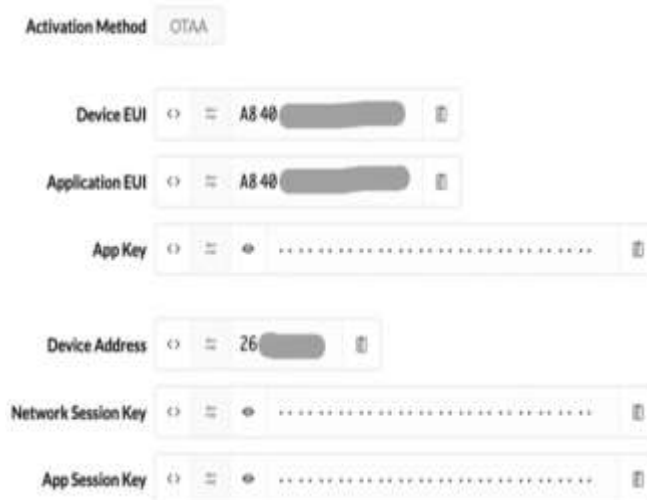 Activation Method OTAA
Device EUI <> A8 40
Application EUI <> A8 40
App Key <> ................................
Device Address <> 26
Network Session Key <> ................................
App Session Key <> ................................